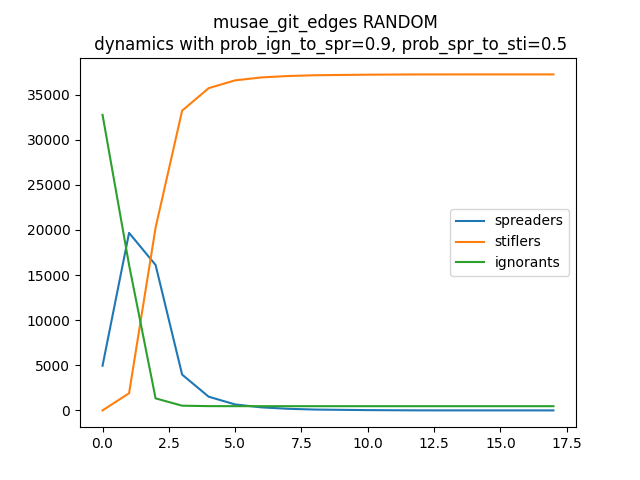 musae_git_edges RANDOM
dynamics with prob_ign_to_spr=0.9, prob_spr_to_sti=0.5
35000
30000
25000
20000
15000
10000
5000
0
spreaders
stiflers
ignorants
0.0 2.5 5.0 7.5 10.0 12.5 15.0 17.5